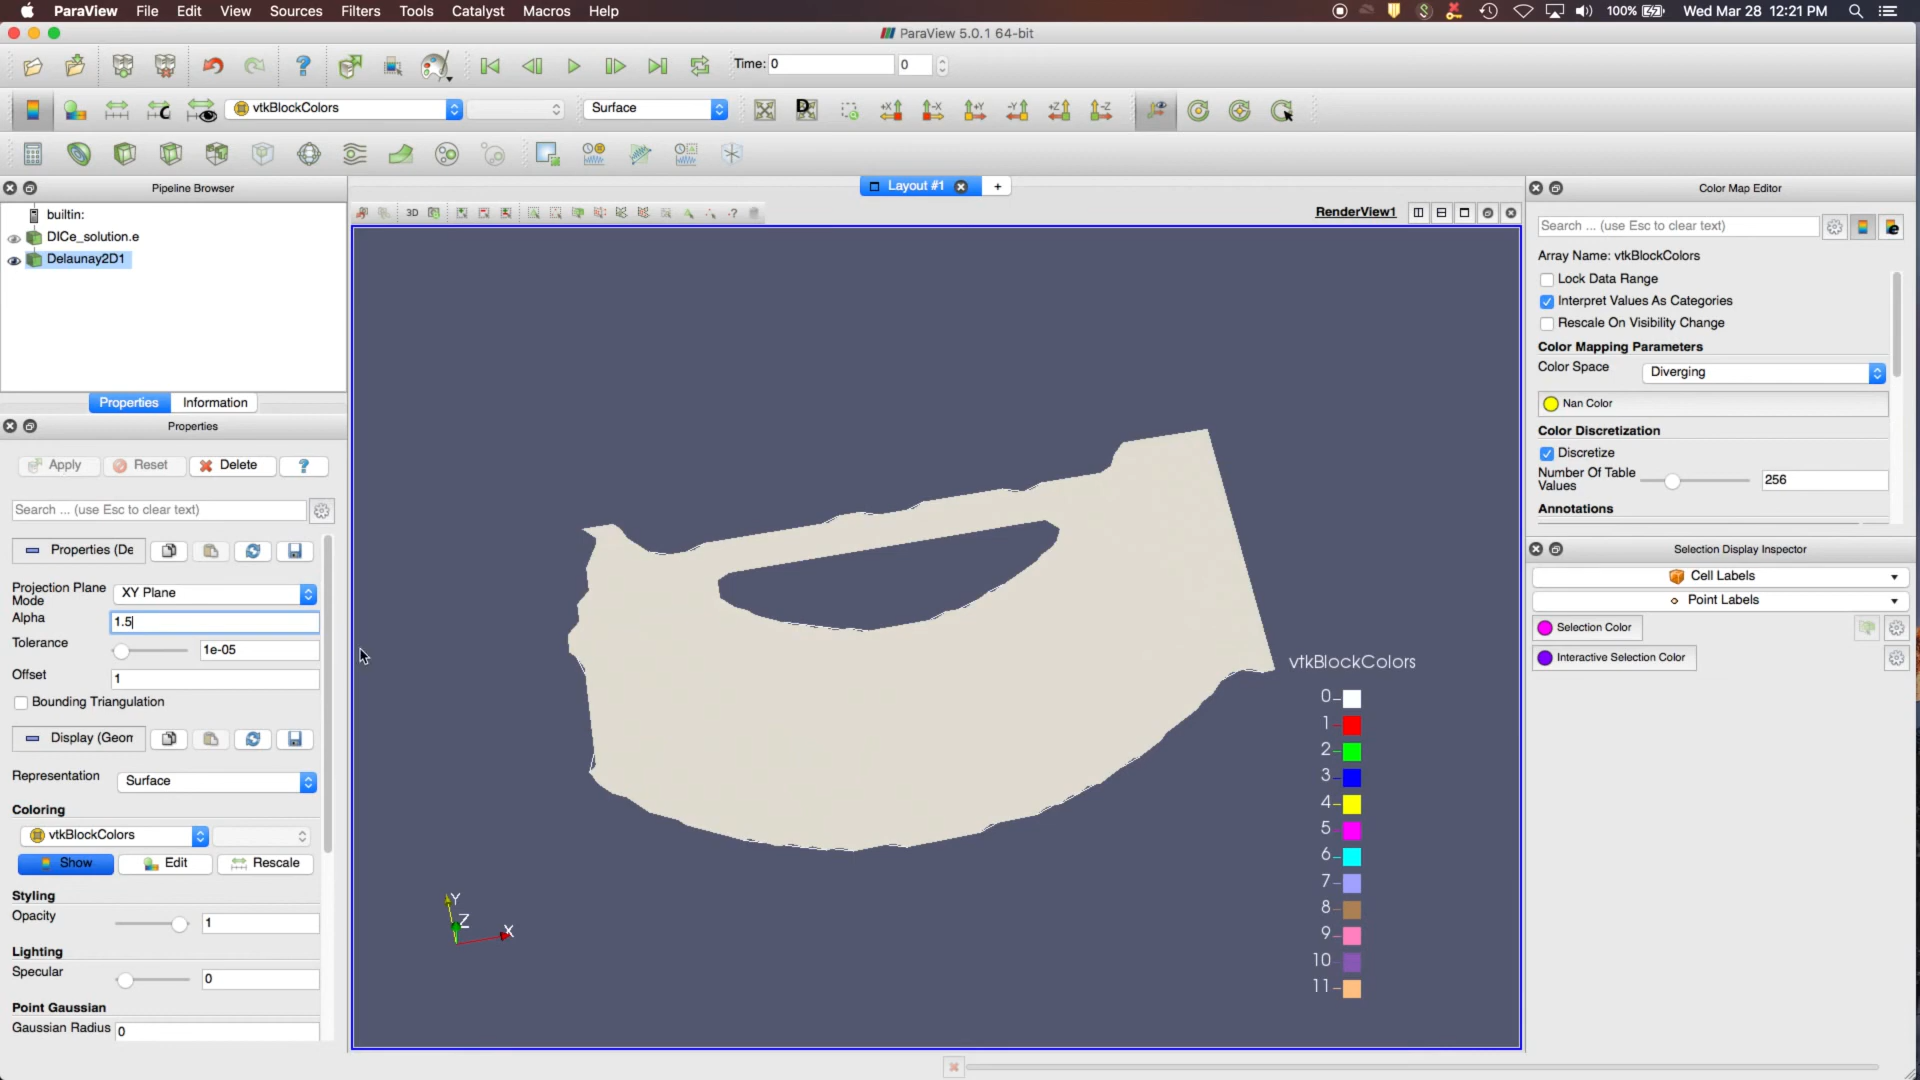 ParaView File Edit View Sources Filters Tools Catalyst Macros Help
100% Wed Mar 28 12:21 PM
ParaView 5.0.1 64-bit
Time: 0 0
vtkBlockColors Surface
+X -X +Y -Y +Z -Z
Pipeline Browser
builtin:
DICe_solution.e
Delaunay2D1
Properties Information
Properties
Apply Reset Delete ?
Search ... (use Esc to clear text)
Properties (De
Projection Plane Mode XY Plane
Alpha 1.5
Tolerance 1e-05
Offset 1
Bounding Triangulation
Display (Geon
Representation Surface
Coloring
vtkBlockColors
Show Edit Rescale
Styling
Opacity 1
Lighting
Specular 0
Point Gaussian
Gaussian Radius 0
Layout #1 +
3D
RenderView1
vtkBlockColors
0
1
2
3
4
5
6
7
8
9
10
11
Y
Z
X
Color Map Editor
Search ... (use Esc to clear text)
Array Name: vtkBlockColors
Lock Data Range
Interpret Values As Categories
Rescale On Visibility Change
Color Mapping Parameters
Color Space Diverging
Nan Color
Color Discretization
Discretize
Number Of Table Values 256
Annotations
Selection Display Inspector
Cell Labels
Point Labels
Selection Color
Interactive Selection Color